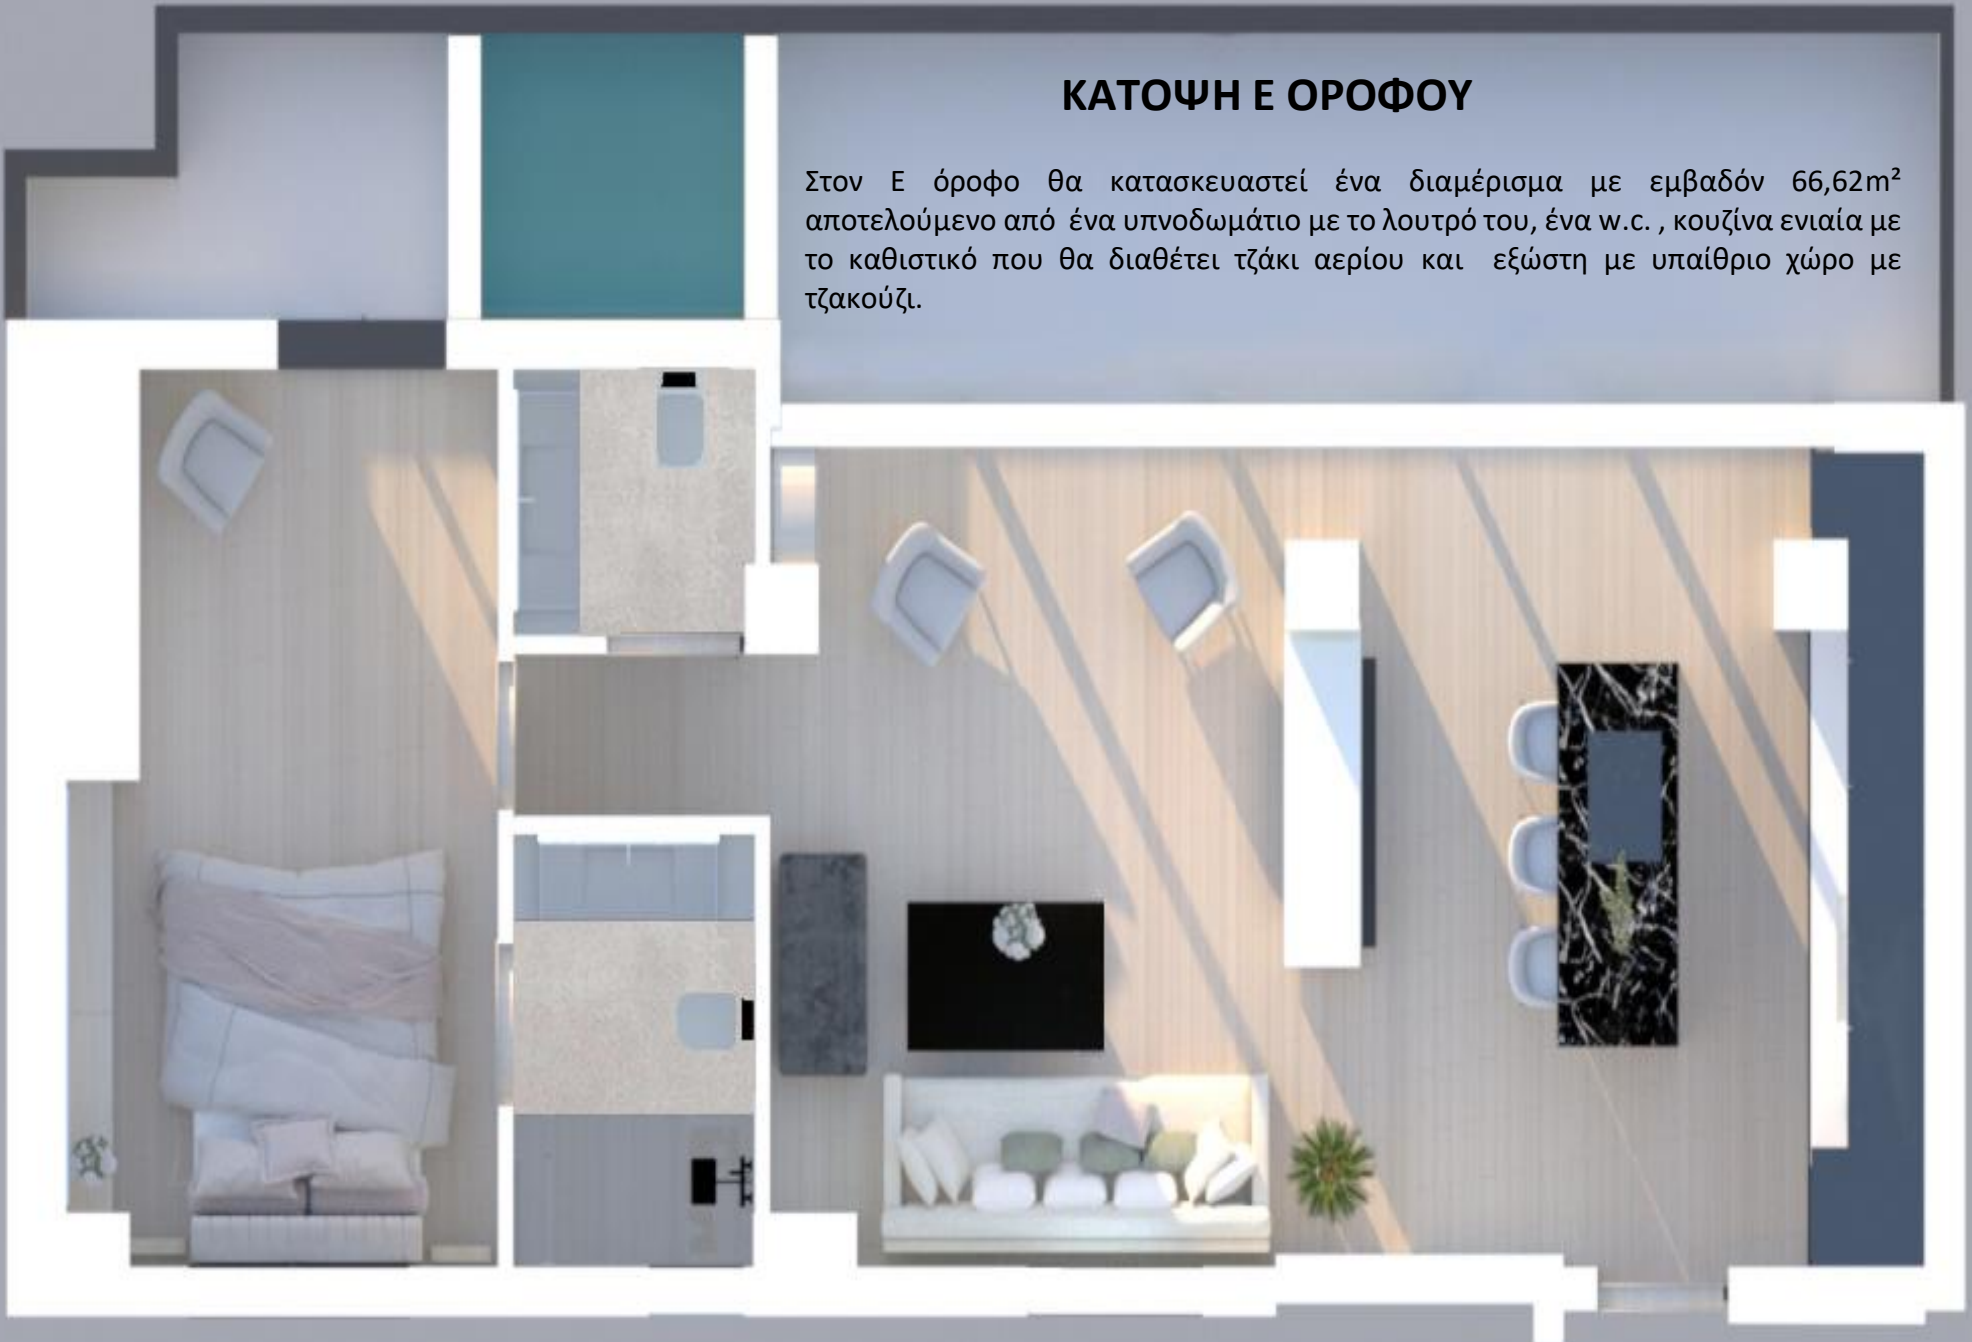 ΚΑΤΟΨΗ Ε ΟΡΟΦΟΥ
Στον Ε όροφο θα κατασκευαστεί ένα διαμέρισμα με εμβαδόν 66,62m²
αποτελούμενο από ένα υπνοδωμάτιο με το λουτρό του, ένα w.c. , κουζίνα ενιαία με
το καθιστικό που θα διαθέτει τζάκι αερίου και εξώστη με υπαίθριο χώρο με
τζακούζι.